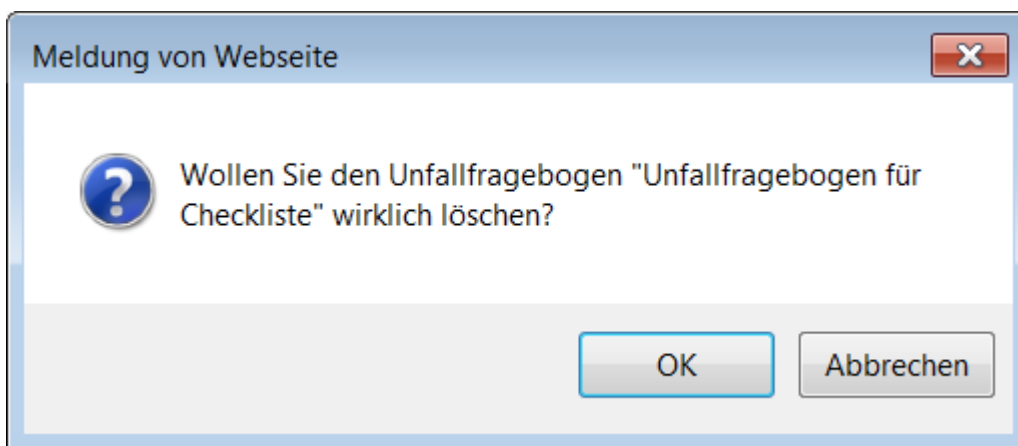 Meldung von Webseite
Wollen Sie den Unfallfragebogen "Unfallfragebogen für
Checkliste" wirklich löschen?
OK
Abbrechen